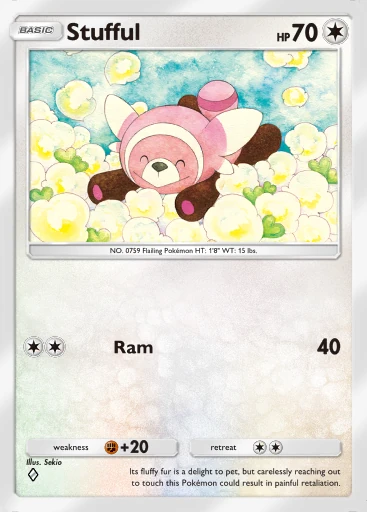 BASIC Stufful HP 70
NO. 0759 Flailing Pokémon HT: 1'8" WT: 15 lbs.
Ram 40
weakness +20 retreat
Illus. Sekio
Its fluffy fur is a delight to pet, but carelessly reaching out
to touch this Pokémon could result in painful retaliation.